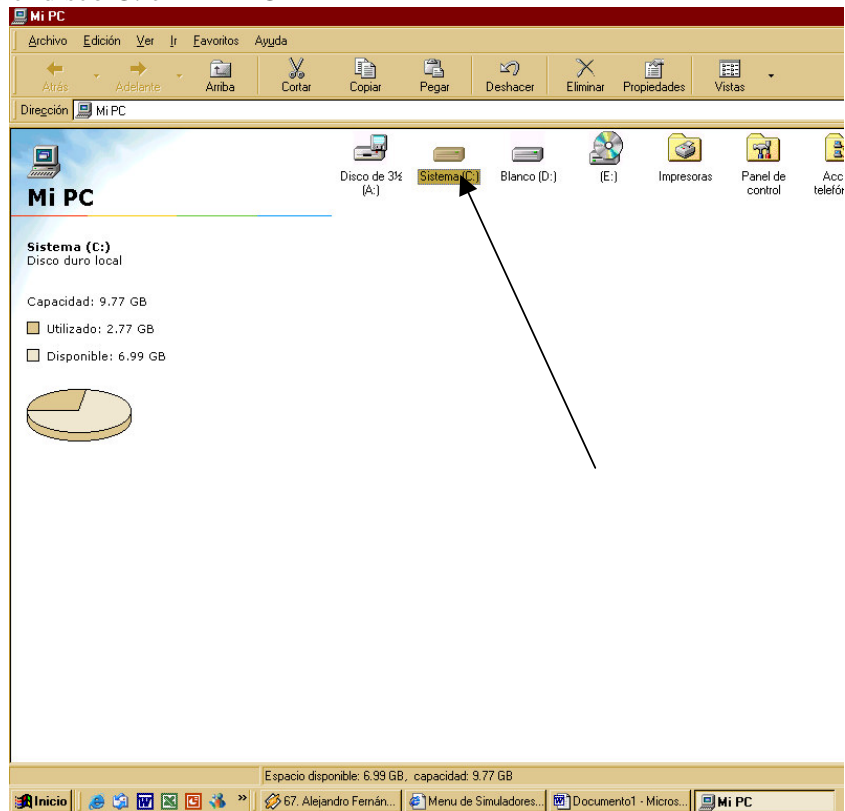 Mi PC
Archivo Edición Ver Ir Favoritos Ayuda
Atrás Adelante Arriba Cortar Copiar Pegar Deshacer Eliminar Propiedades Vistas
Dirección Mi PC
Mi PC
Disco de 3½ (A:)
Sistema (C:)
Blanco (D:)
(E:)
Impresoras
Panel de control
Sistema (C:)
Disco duro local
Capacidad: 9.77 GB
Utilizado: 2.77 GB
Disponible: 6.99 GB
Espacio disponible: 6.99 GB, capacidad: 9.77 GB
Inicio » 67. Alejandro Fernán... Menu de Simuladores... Documento1 - Micros... Mi PC